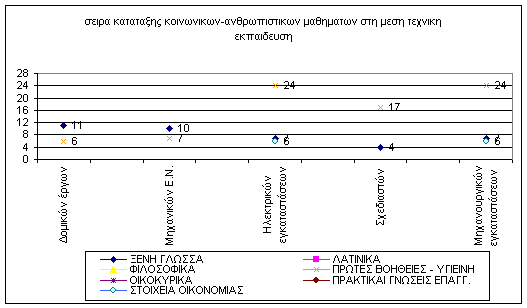 σειρα καταταξης κοινωνικων-ανθρωπιστικων μαθηματων στη μεση τεχνικη
εκπαιδευση
28
24
20
16
12
8
4
0
11
6
10
7
24
7
6
17
4
24
7
6
Δομικών έργων
Μηχανικών Ε.Ν.
Ηλεκτρικών
εγκαταστάσεων
Σχεδιαστών
Μηχανουργικών
εγκαταστάσεων
ΞΕΝΗ ΓΛΩΣΣΑ
ΛΑΤΙΝΙΚΑ
ΦΙΛΟΣΟΦΙΚΑ
ΠΡΩΤΕΣ ΒΟΗΘΕΙΕΣ - ΥΓΙΕΙΝΗ
ΟΙΚΟΚΥΡΙΚΑ
ΠΡΑΚΤΙΚΑΙ ΓΝΩΣΕΙΣ ΕΠΑΓΓ.
ΣΤΟΙΧΕΙΑ ΟΙΚΟΝΟΜΙΑΣ